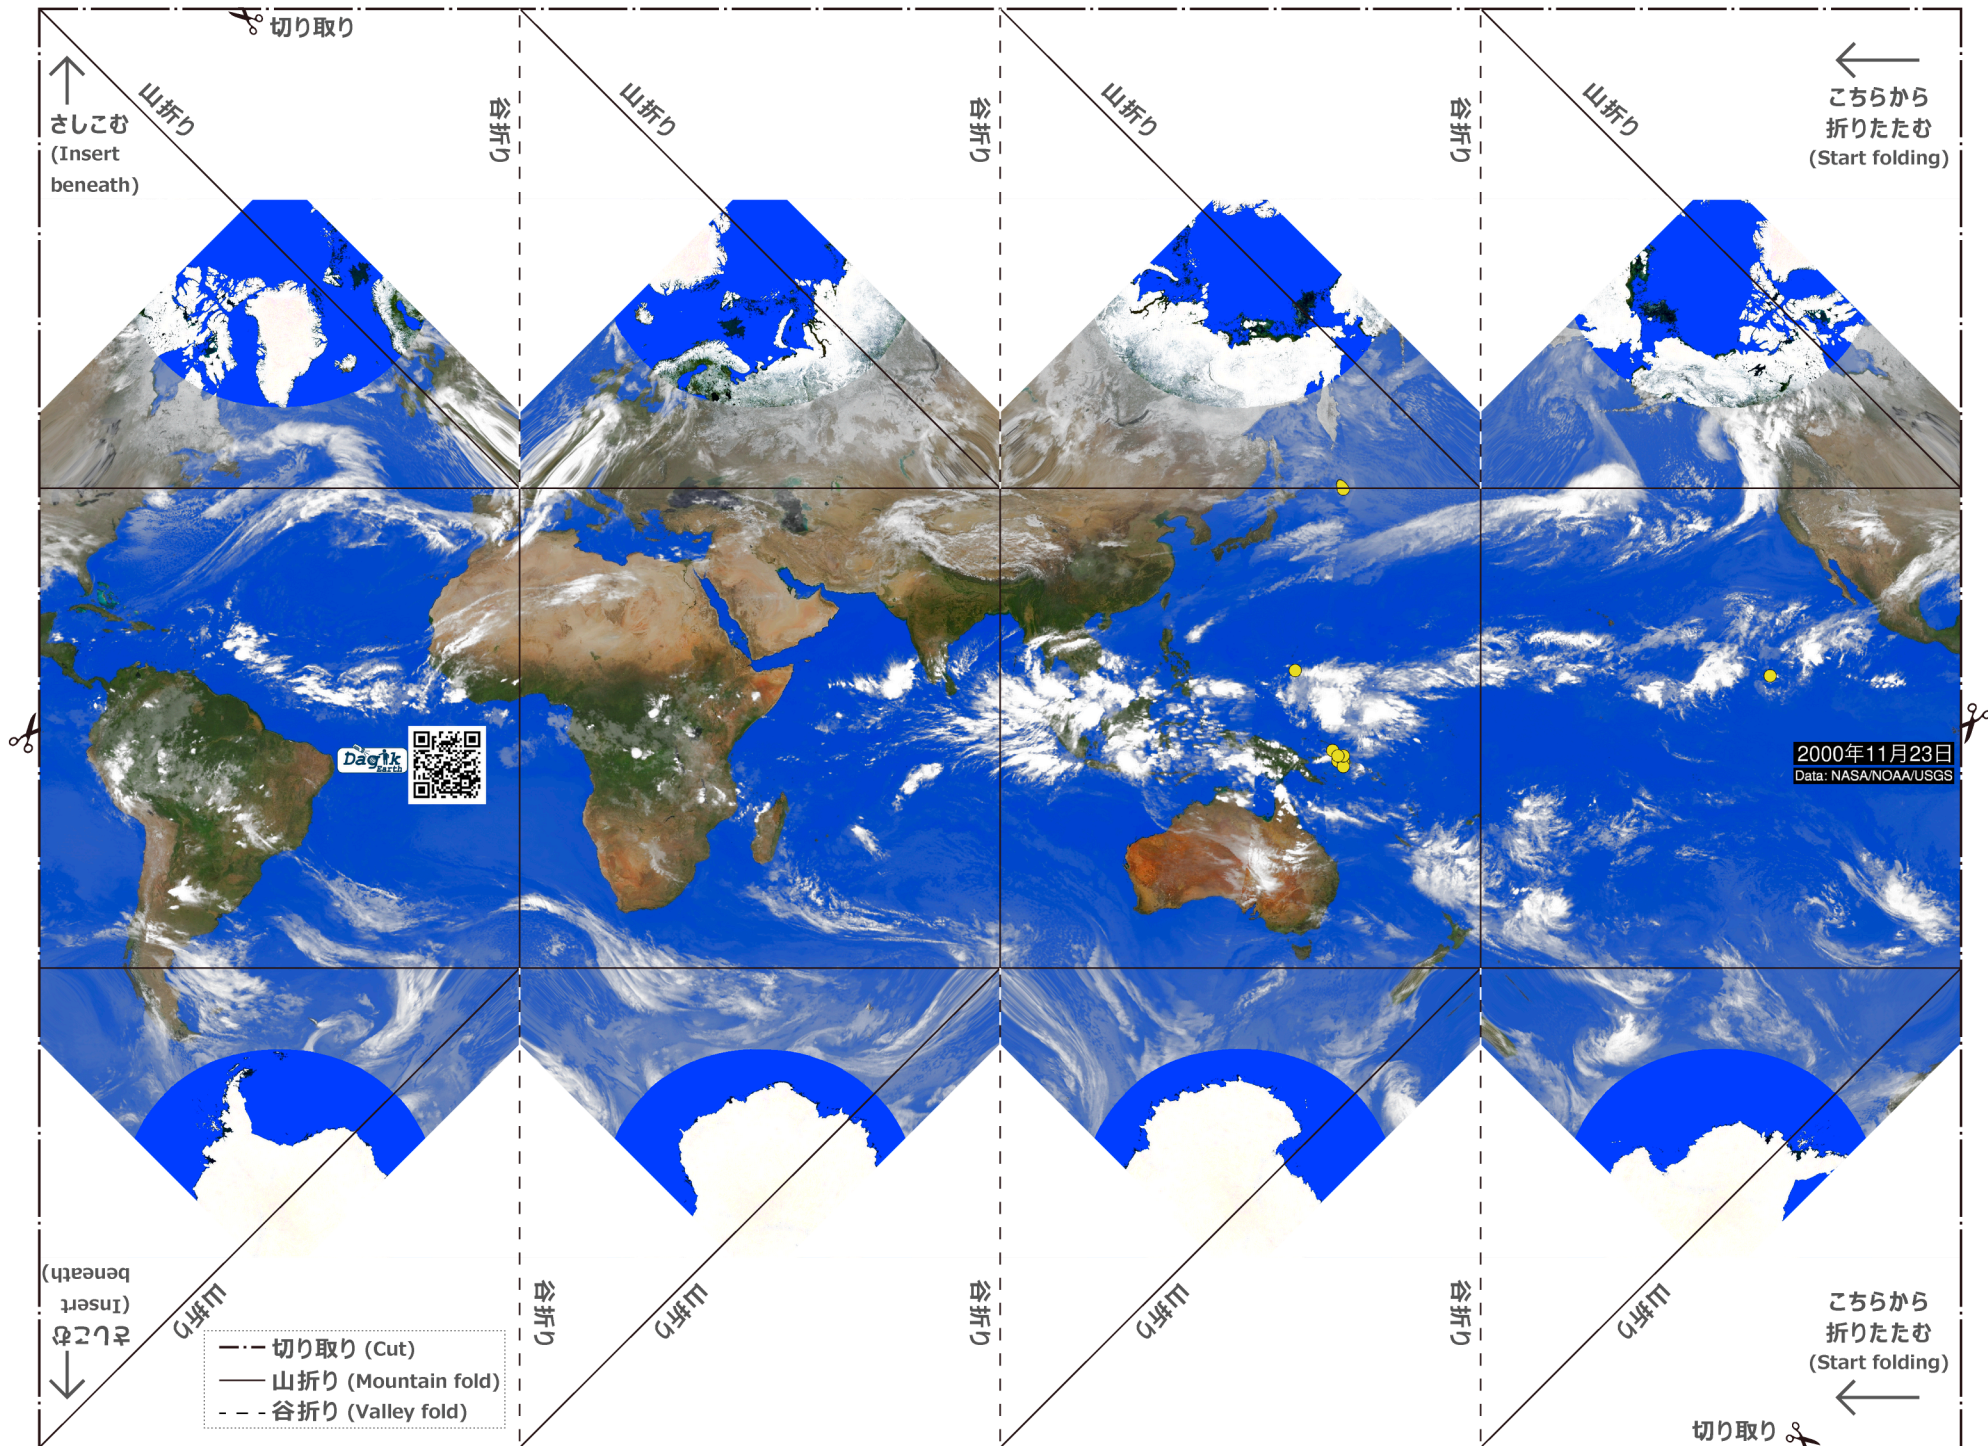 切り取り
さしこむ
(Insert
beneath)
山折り
谷折り
山折り
谷折り
山折り
谷折り
山折り
こちらから
折りたたむ
(Start folding)
Dagik
Earth
2000年11月23日
Data: NASA/NOAA/USGS
さしこむ
(Insert
beneath)
山折り
谷折り
山折り
谷折り
山折り
谷折り
山折り
こちらから
折りたたむ
(Start folding)
切り取り (Cut)
山折り (Mountain fold)
谷折り (Valley fold)
切り取り